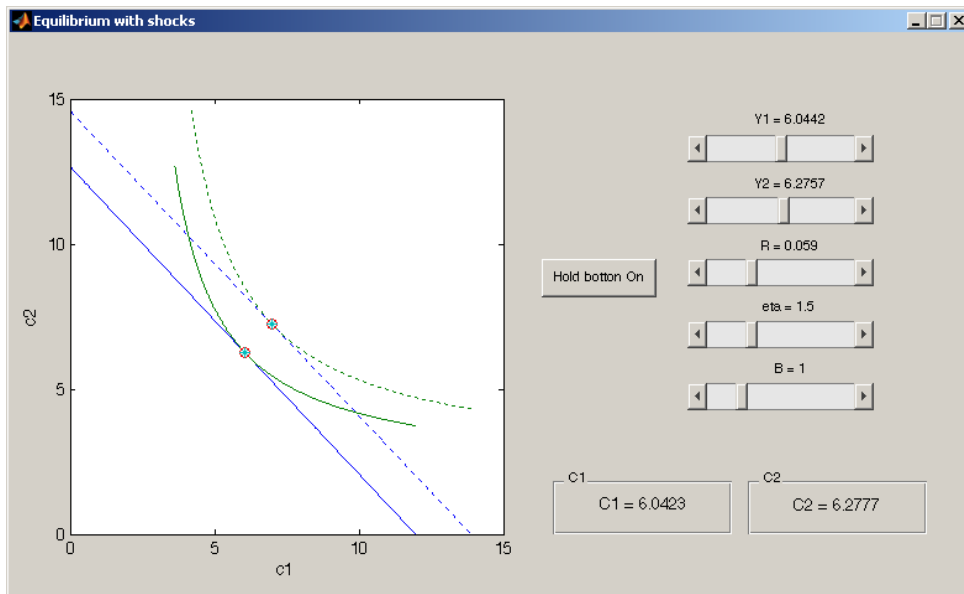 Equilibrium with shocks
15
10
5
0
0
5
10
15
c2
c1
Y1 = 6.0442
Y2 = 6.2757
R = 0.059
Hold botton On
eta = 1.5
B = 1
C1
C1 = 6.0423
C2
C2 = 6.2777